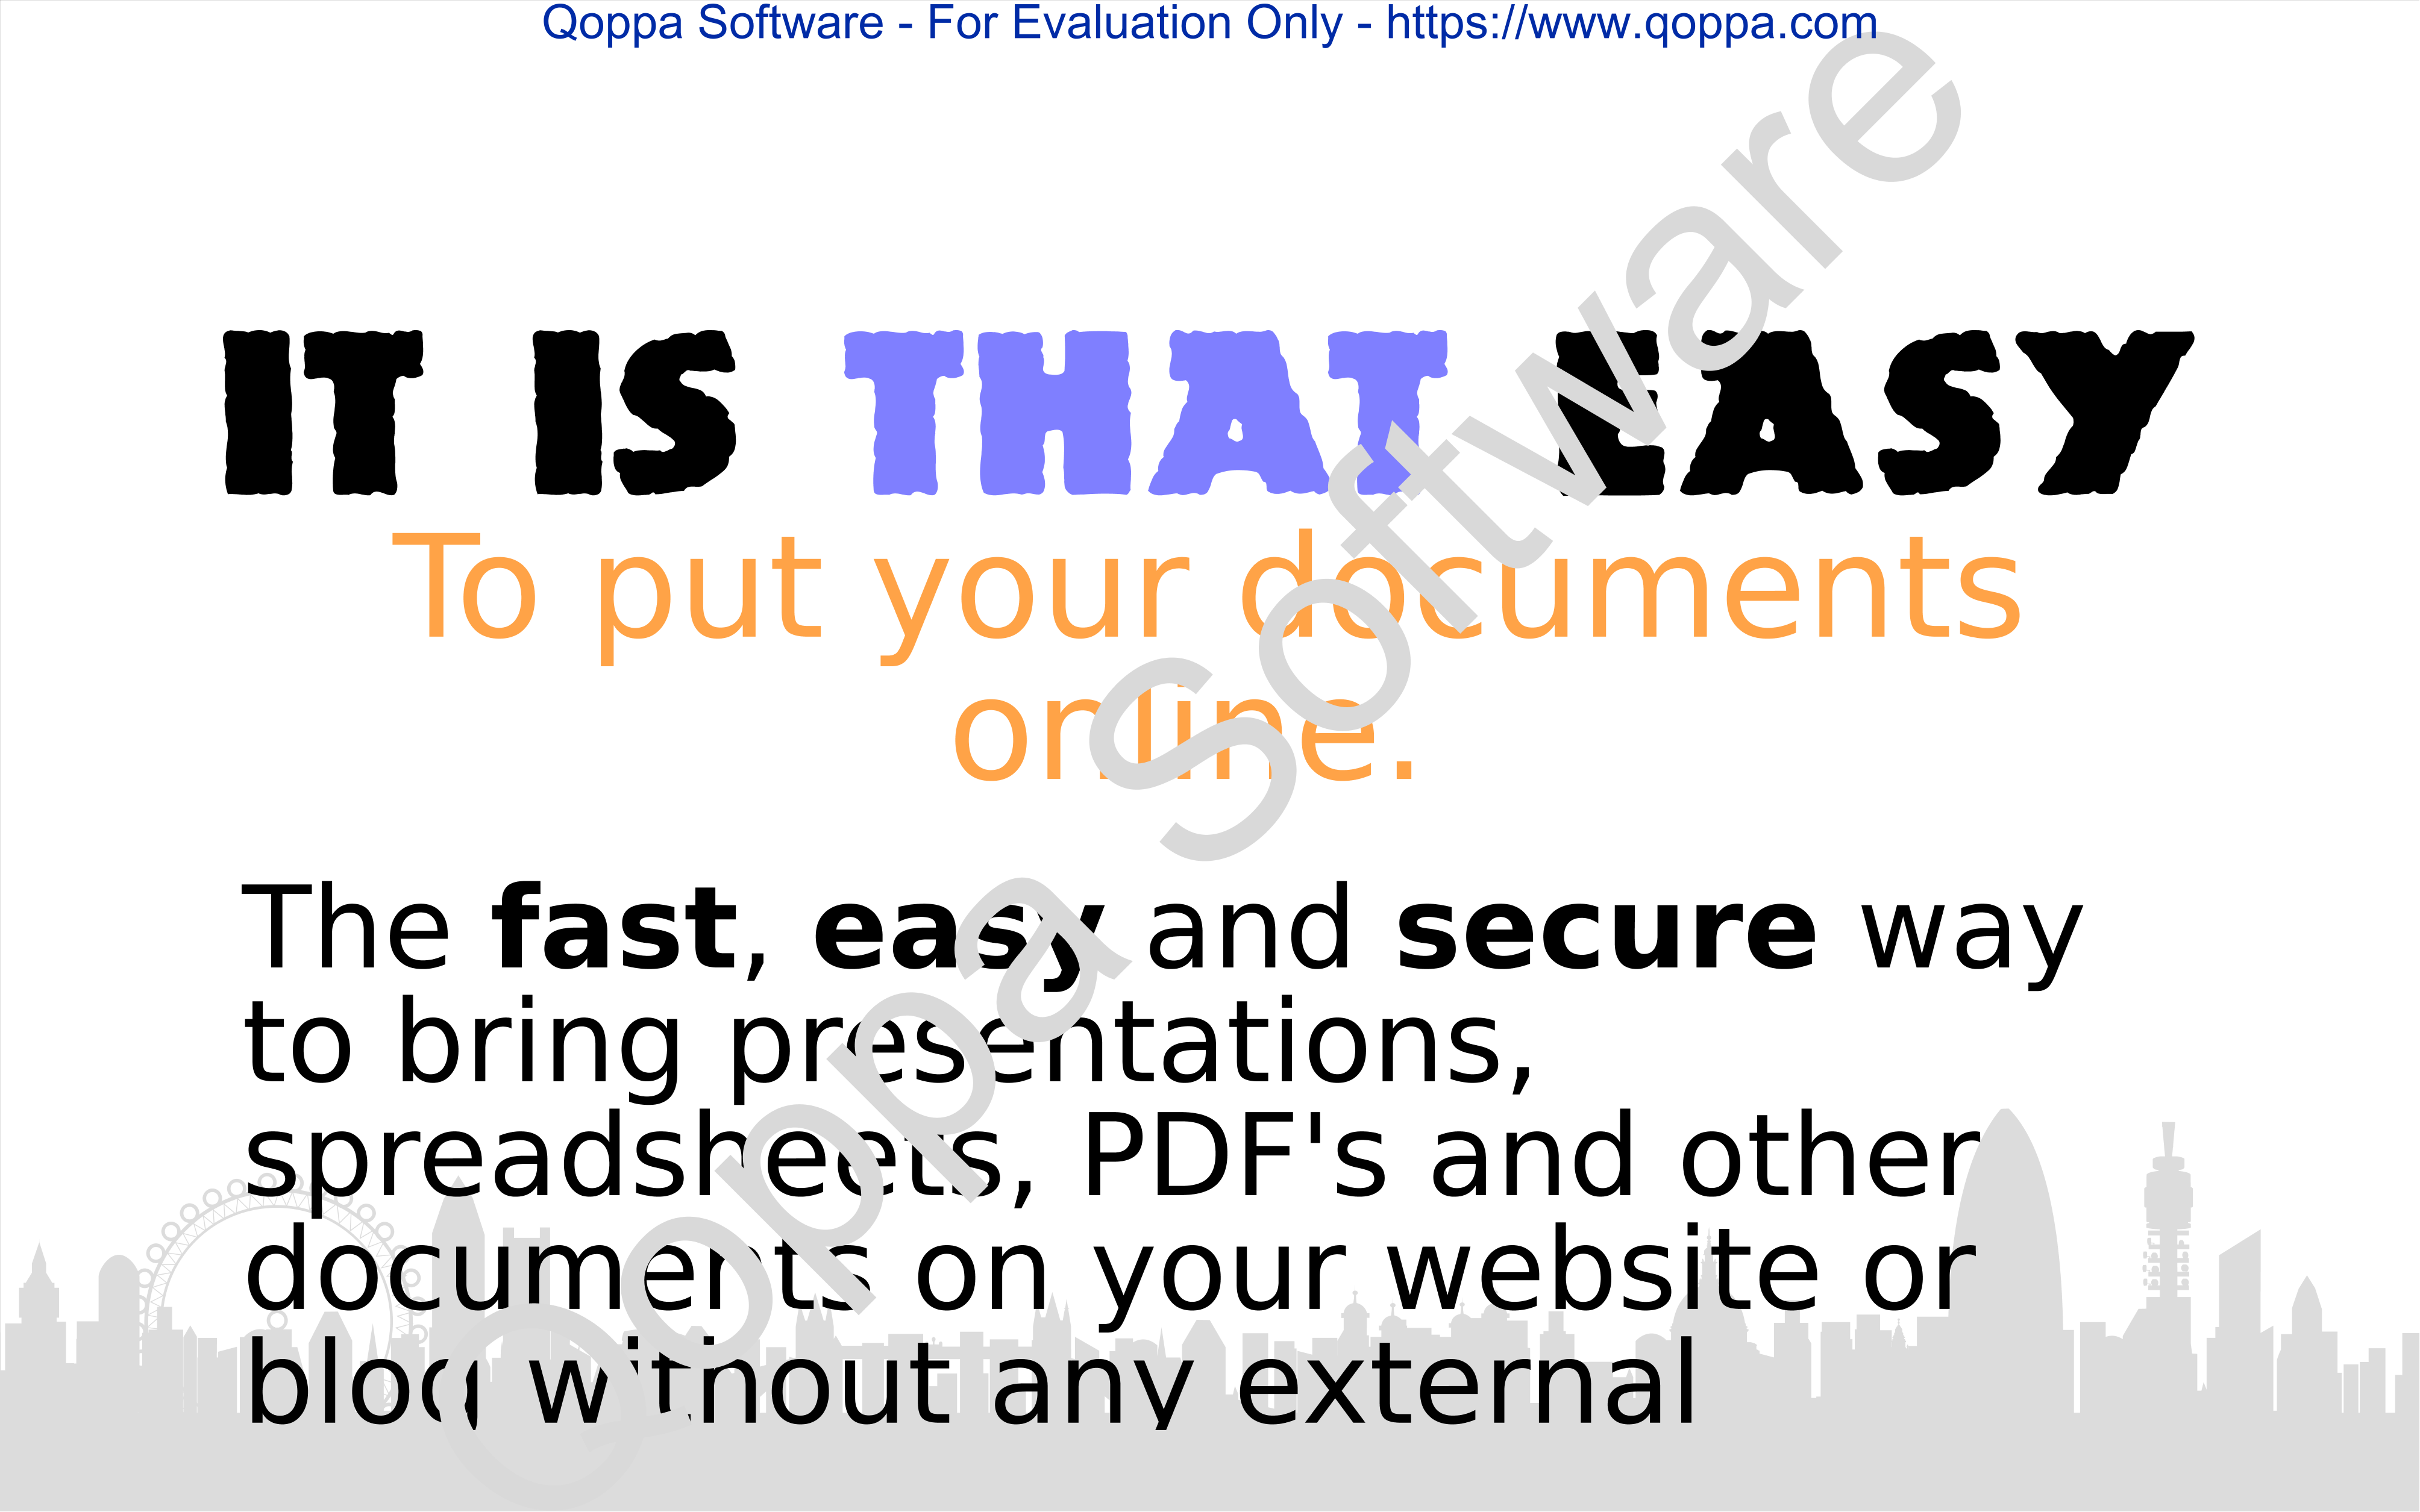 Qoppa Software - For Evaluation Only - https://www.qoppa.com
IT IS THAT EASY
To put your documents
online.
The fast, easy and secure way
to bring presentations,
spreadsheets, PDF's and other
documents on your website or
blog without any external
Qoppa Software